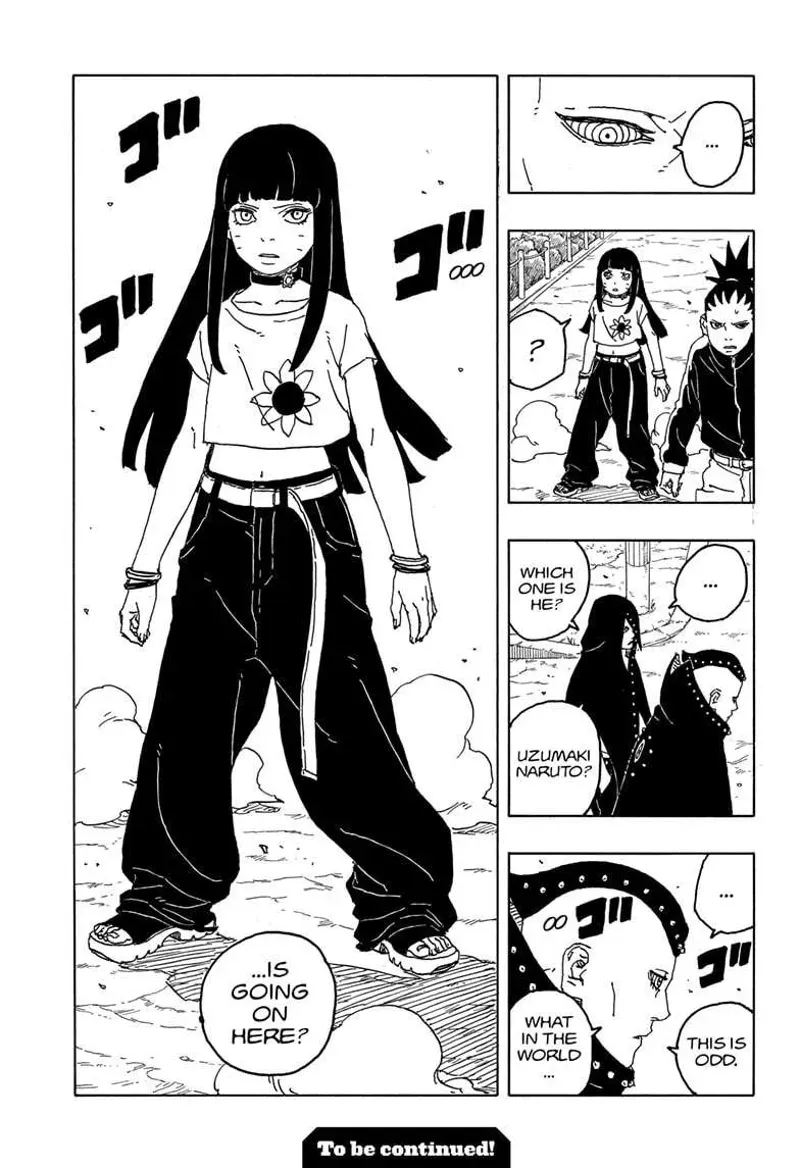 ...
?
...
WHICH
ONE IS
HE?
UZUMAKI
NARUTO?
...
THIS IS
ODD.
WHAT
IN THE
WORLD
...
ゴ
ゴ
ゴ
ゴ
ゴ
...IS
GOING
ON
HERE?
To be continued!